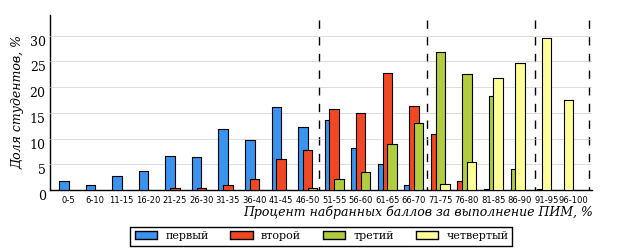 Доля студентов, %
30
25
20
15
10
5
0
0-5 6-10 11-15 16-20 21-25 26-30 31-35 36-40 41-45 46-50 51-55 56-60 61-65 66-70 71-75 76-80 81-85 86-90 91-95 96-100
Процент набранных баллов за выполнение ПИМ, %
первый второй третий четвертый